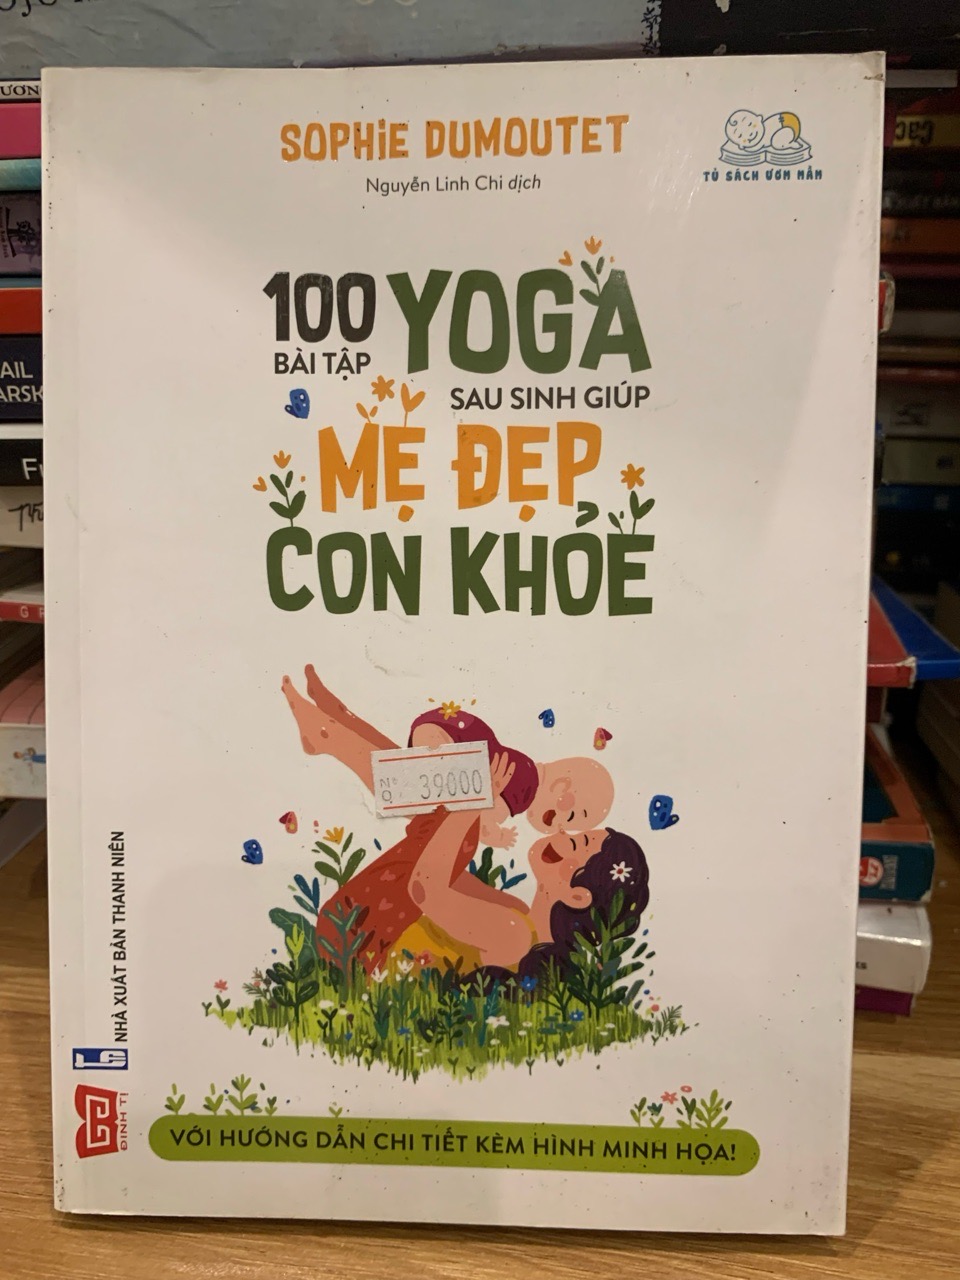 SOPHIE DUMOUTET
Nguyễn Linh Chi dịch
TỦ SÁCH ƯƠM MẦM
100 YOGA
BÀI TẬP
SAU SINH GIÚP
MẸ ĐẸP
CON KHỎE
Nº
Q. 39000
NHÀ XUẤT BẢN THANH NIÊN
ĐINH TỊ
VỚI HƯỚNG DẪN CHI TIẾT KÈM HÌNH MINH HỌA!